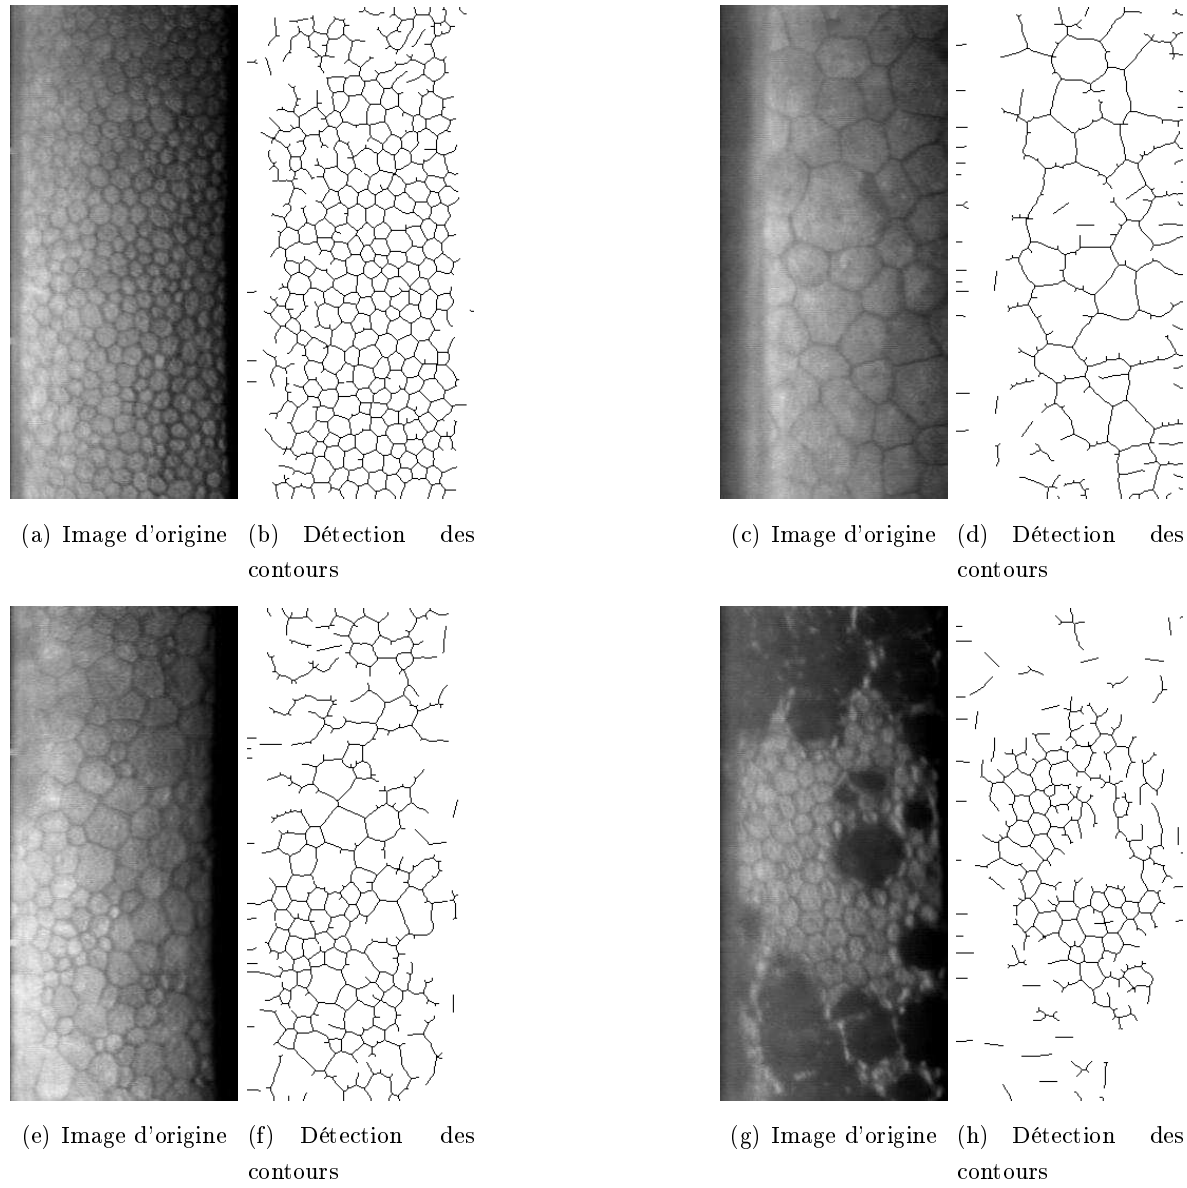 (a) Image d'origine
(b) Détection des
contours
(c) Image d'origine
(d) Détection des
contours
(e) Image d'origine
(f) Détection des
contours
(g) Image d'origine
(h) Détection des
contours